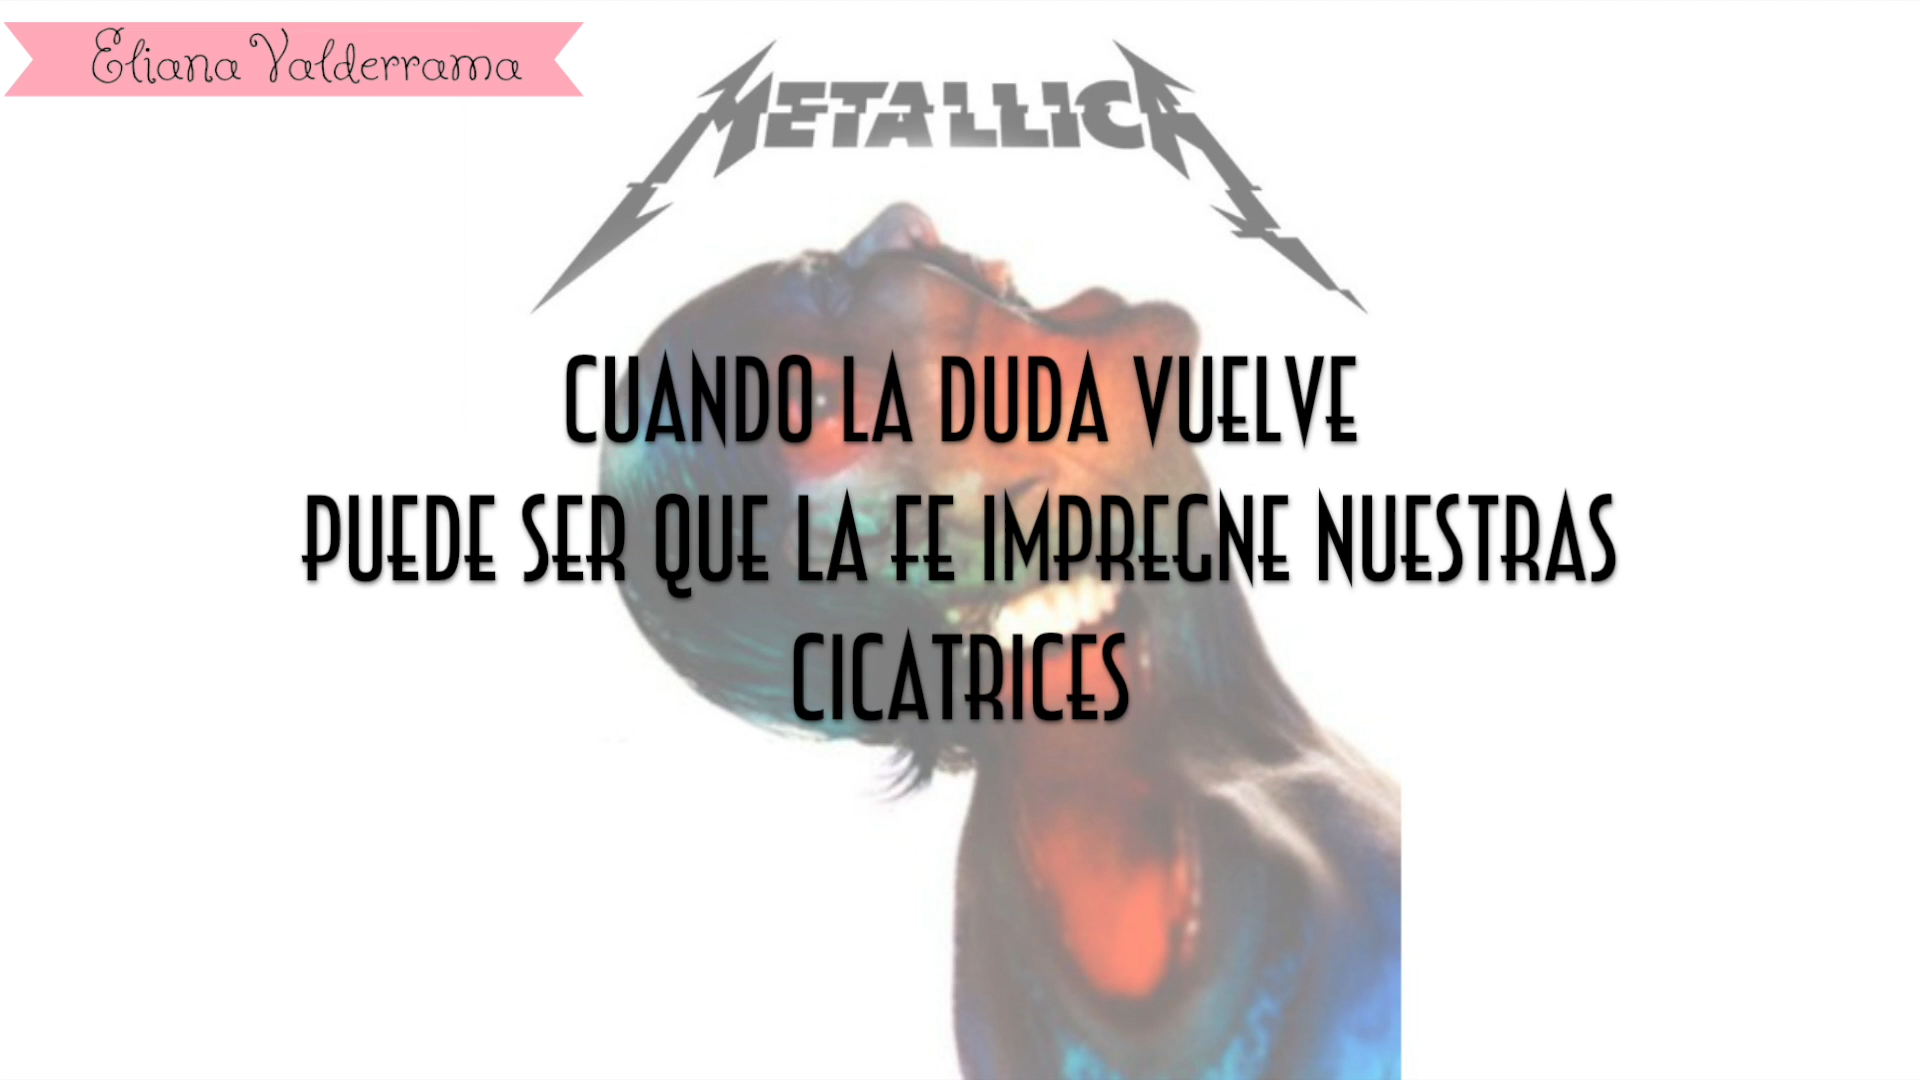 Eliana Valderrama
METALLICA
CUANDO LA DUDA VUELVE
PUEDE SER QUE LA FE IMPREGNE NUESTRAS
CICATRICES